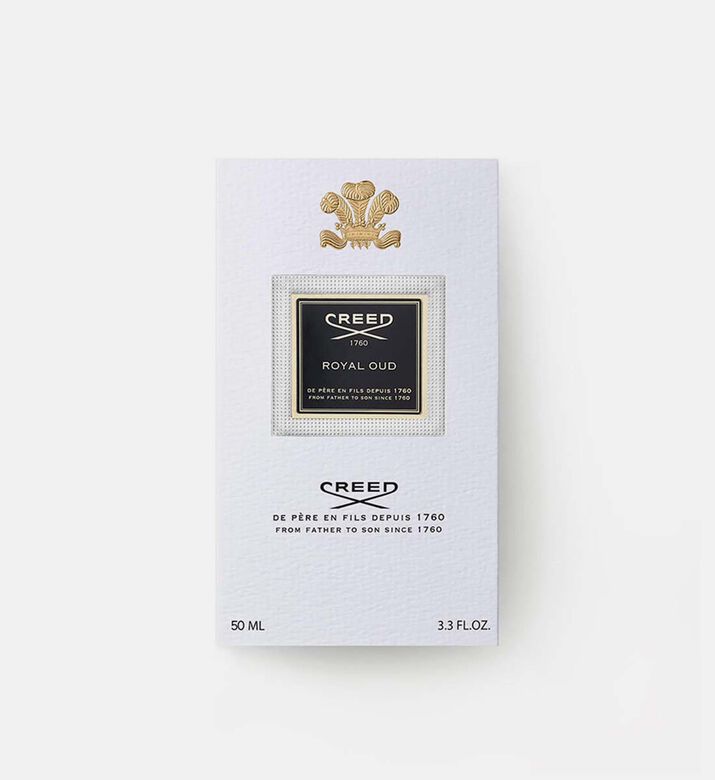 CREED
1760
ROYAL OUD
DE PÈRE EN FILS DEPUIS 1760
FROM FATHER TO SON SINCE 1760
CREED
DE PÈRE EN FILS DEPUIS 1760
FROM FATHER TO SON SINCE 1760
50 ML 3.3 FL.OZ.